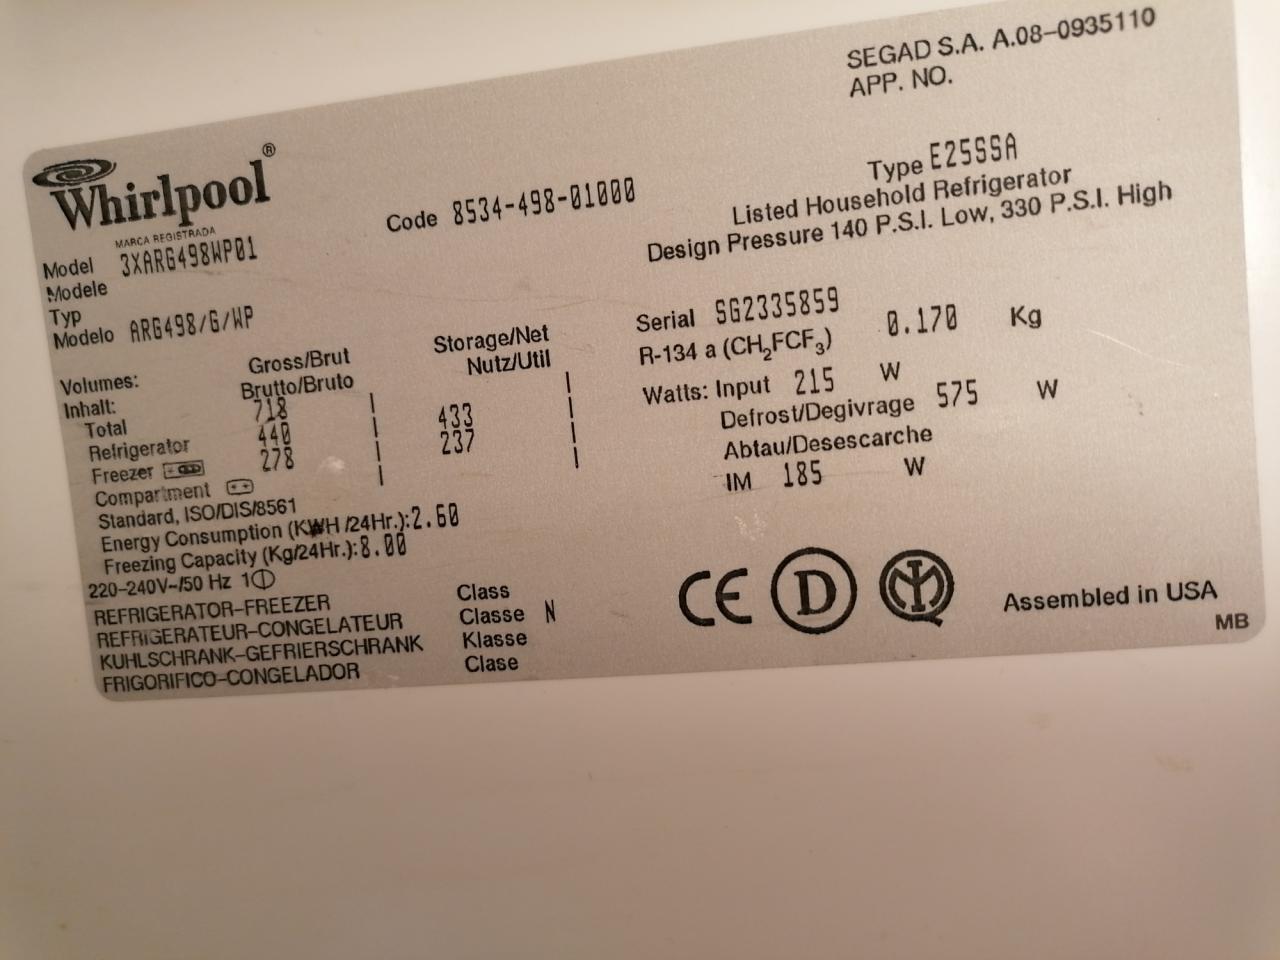 SEGAD S.A. A.08-0935110
APP. NO.
Whirlpool®
MARCA REGISTRADA
Code 8534-498-01000
Type E25SSA
Listed Household Refrigerator
Design Pressure 140 P.S.I. Low, 330 P.S.I. High
Model 3XARG498WP01
Modele
Typ
Modelo ARG498/G/WP
Serial SG2335859
R-134 a (CH₂FCF₃) 0.170 Kg
Watts: Input 215 W
Defrost/Degivrage 575 W
Abtau/Desescarche
IM 185 W
Gross/Brut Storage/Net
Volumes: Brutto/Bruto Nutz/Util
Inhalt:
Total 718 l l
Refrigerator 440 l 433 l
Freezer 278 l 237 l
Compartment
Standard, ISO/DIS/8561
Energy Consumption (KWH /24Hr.):2.60
Freezing Capacity (Kg/24Hr.):8.00
220-240V~/50 Hz 1
REFRIGERATOR-FREEZER
REFRIGERATEUR-CONGELATEUR
KUHLSCHRANK-GEFRIERSCHRANK
FRIGORIFICO-CONGELADOR
Class
Classe N
Klasse
Clase
CE D
Assembled in USA
MB